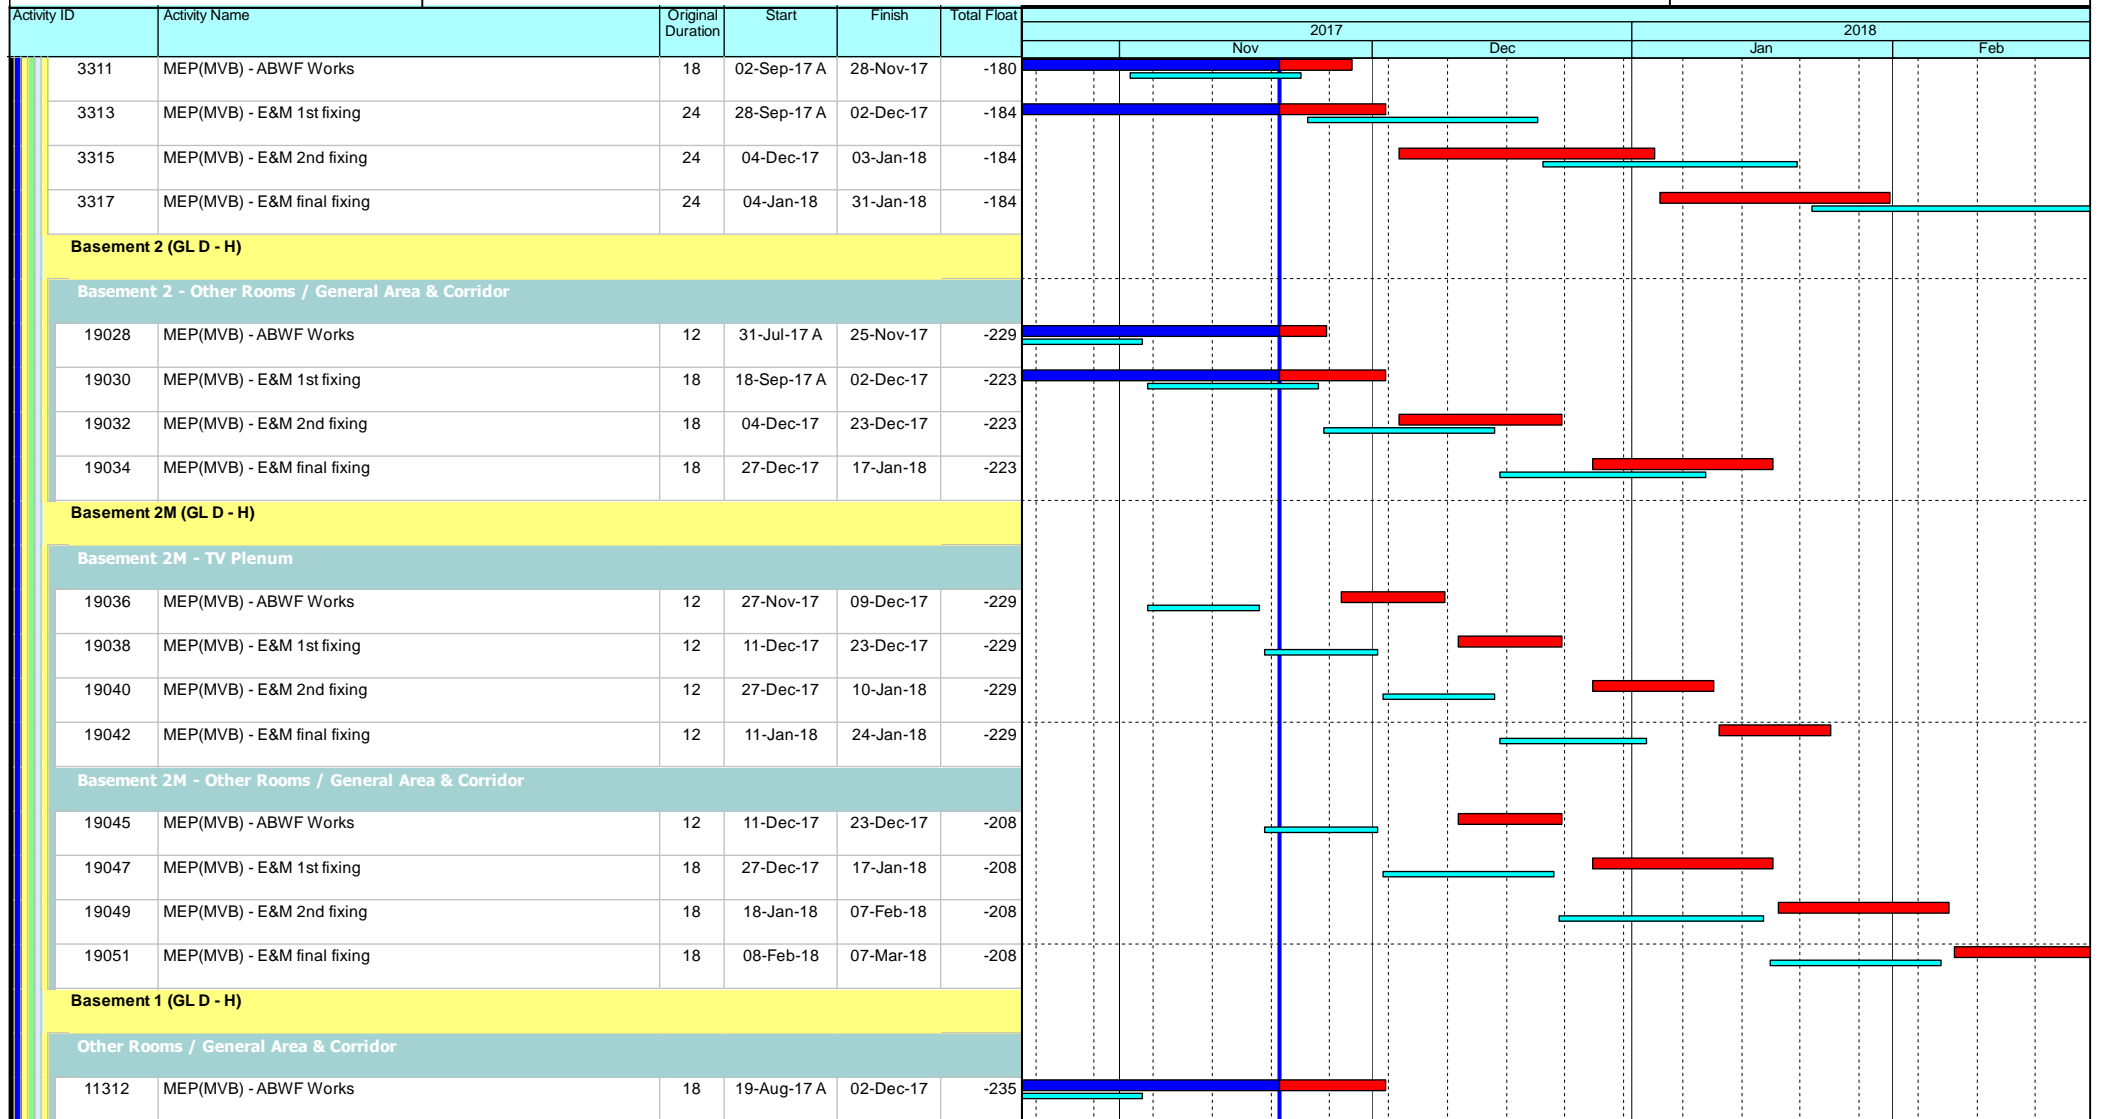 Activity ID Activity Name Original Duration Start Finish Total Float
2017 2018
Nov Dec Jan Feb
3311 MEP(MVB) - ABWF Works 18 02-Sep-17 A 28-Nov-17 -180
3313 MEP(MVB) - E&M 1st fixing 24 28-Sep-17 A 02-Dec-17 -184
3315 MEP(MVB) - E&M 2nd fixing 24 04-Dec-17 03-Jan-18 -184
3317 MEP(MVB) - E&M final fixing 24 04-Jan-18 31-Jan-18 -184
Basement 2 (GL D - H)
Basement 2 - Other Rooms / General Area & Corridor
19028 MEP(MVB) - ABWF Works 12 31-Jul-17 A 25-Nov-17 -229
19030 MEP(MVB) - E&M 1st fixing 18 18-Sep-17 A 02-Dec-17 -223
19032 MEP(MVB) - E&M 2nd fixing 18 04-Dec-17 23-Dec-17 -223
19034 MEP(MVB) - E&M final fixing 18 27-Dec-17 17-Jan-18 -223
Basement 2M (GL D - H)
Basement 2M - TV Plenum
19036 MEP(MVB) - ABWF Works 12 27-Nov-17 09-Dec-17 -229
19038 MEP(MVB) - E&M 1st fixing 12 11-Dec-17 23-Dec-17 -229
19040 MEP(MVB) - E&M 2nd fixing 12 27-Dec-17 10-Jan-18 -229
19042 MEP(MVB) - E&M final fixing 12 11-Jan-18 24-Jan-18 -229
Basement 2M - Other Rooms / General Area & Corridor
19045 MEP(MVB) - ABWF Works 12 11-Dec-17 23-Dec-17 -208
19047 MEP(MVB) - E&M 1st fixing 18 27-Dec-17 17-Jan-18 -208
19049 MEP(MVB) - E&M 2nd fixing 18 18-Jan-18 07-Feb-18 -208
19051 MEP(MVB) - E&M final fixing 18 08-Feb-18 07-Mar-18 -208
Basement 1 (GL D - H)
Other Rooms / General Area & Corridor
11312 MEP(MVB) - ABWF Works 18 19-Aug-17 A 02-Dec-17 -235